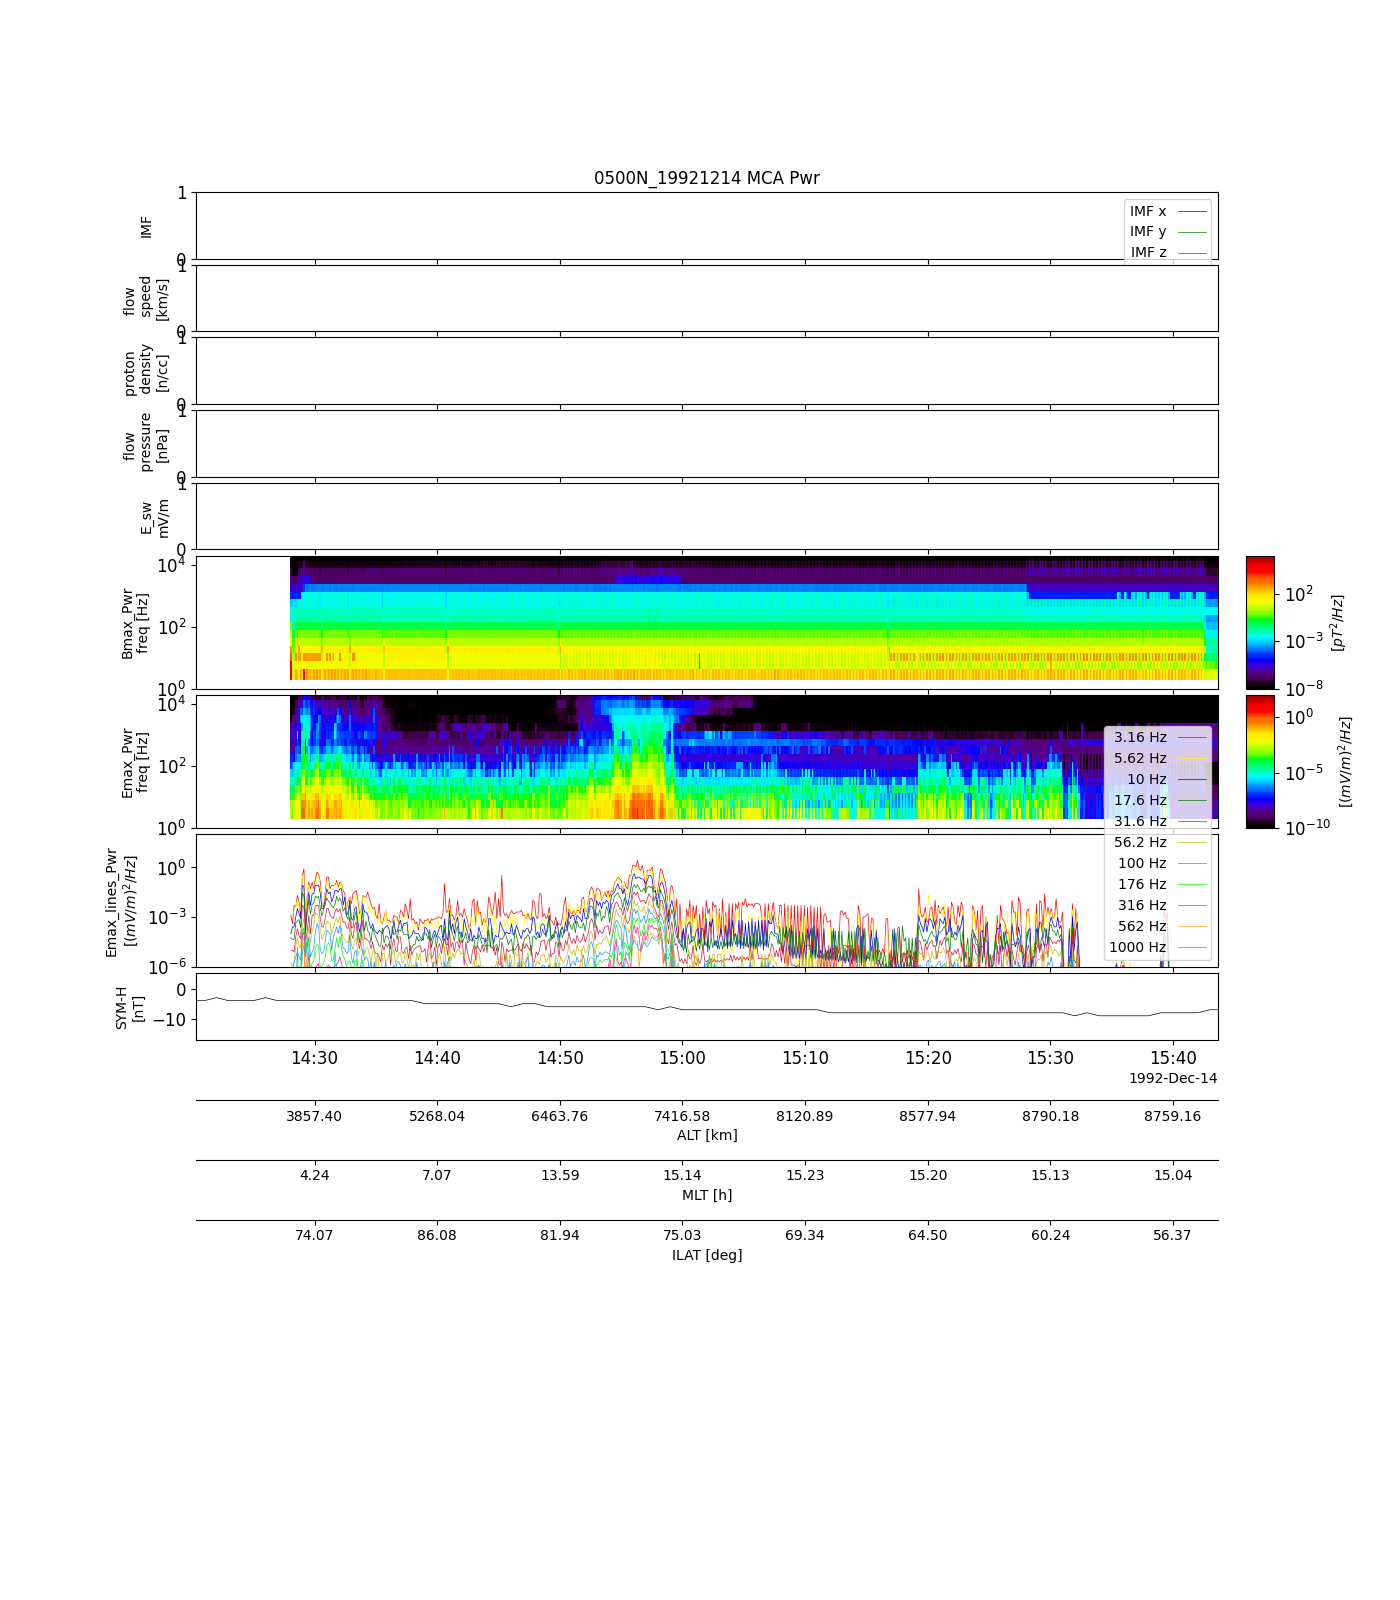 0500N_19921214 MCA Pwr
1
IMF
0
IMF x
IMF y
IMF z
1
flow
speed
[km/s]
0
1
proton
density
[n/cc]
0
1
flow
pressure
[nPa]
0
1
E_sw
mV/m
0
10^4
10^2
10^0
Bmax_Pwr
freq [Hz]
10^2
10^-3
10^-8
[pT^2/Hz]
10^4
10^2
10^0
Emax_Pwr
freq [Hz]
10^0
10^-5
10^-10
[(mV/m)^2/Hz]
3.16 Hz
5.62 Hz
10 Hz
17.6 Hz
31.6 Hz
56.2 Hz
100 Hz
176 Hz
316 Hz
562 Hz
1000 Hz
10^0
10^-3
10^-6
Emax_lines_Pwr
[(mV/m)^2/Hz]
0
−10
SYM-H
[nT]
14:30 14:40 14:50 15:00 15:10 15:20 15:30 15:40
1992-Dec-14
3857.40 5268.04 6463.76 7416.58 8120.89 8577.94 8790.18 8759.16
ALT [km]
4.24 7.07 13.59 15.14 15.23 15.20 15.13 15.04
MLT [h]
74.07 86.08 81.94 75.03 69.34 64.50 60.24 56.37
ILAT [deg]